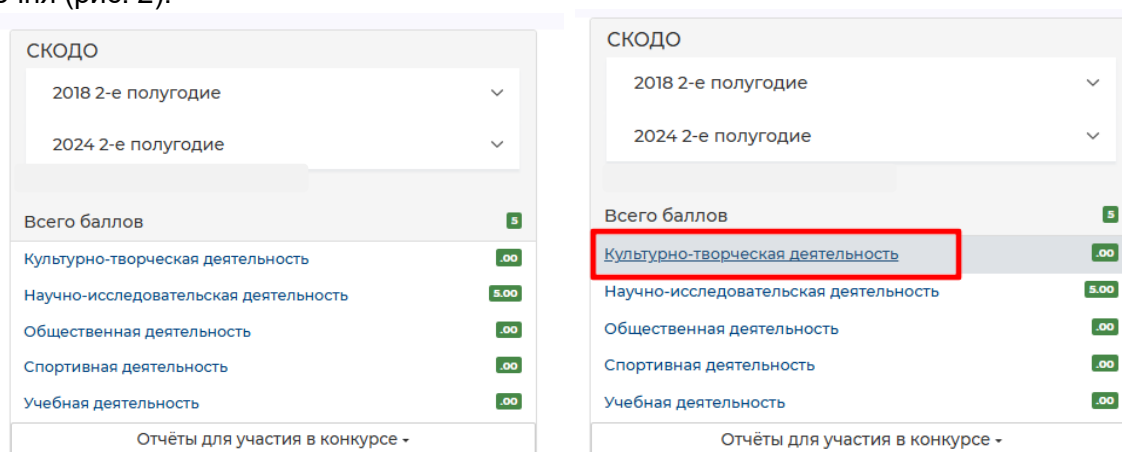 (рис. 2).
СКОДО
2018 2-е полугодие
2024 2-е полугодие
Всего баллов 5
Культурно-творческая деятельность .00
Научно-исследовательская деятельность 5.00
Общественная деятельность .00
Спортивная деятельность .00
Учебная деятельность .00
Отчёты для участия в конкурсе
СКОДО
2018 2-е полугодие
2024 2-е полугодие
Всего баллов 5
Культурно-творческая деятельность .00
Научно-исследовательская деятельность 5.00
Общественная деятельность .00
Спортивная деятельность .00
Учебная деятельность .00
Отчёты для участия в конкурсе